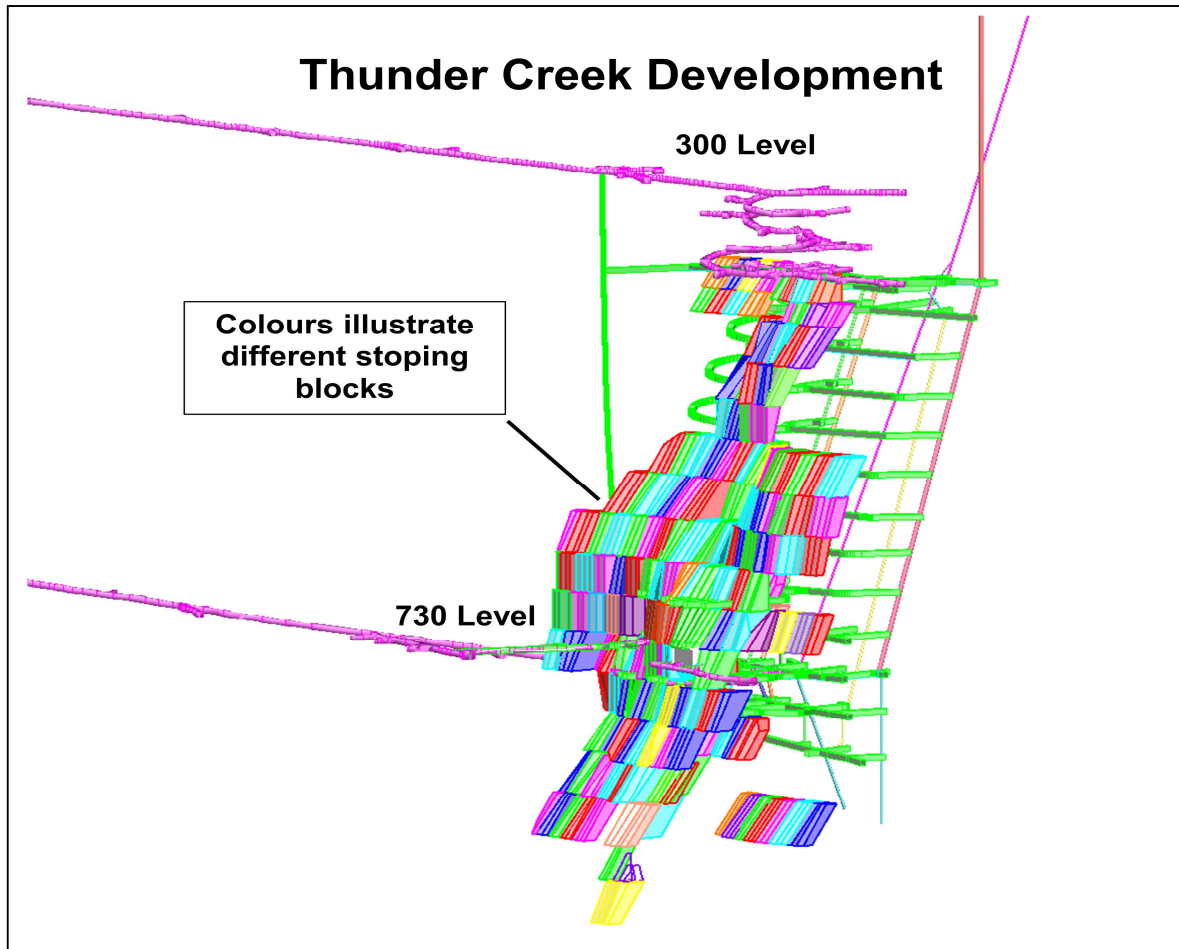 Thunder Creek Development
300 Level
Colours illustrate
different stoping
blocks
730 Level